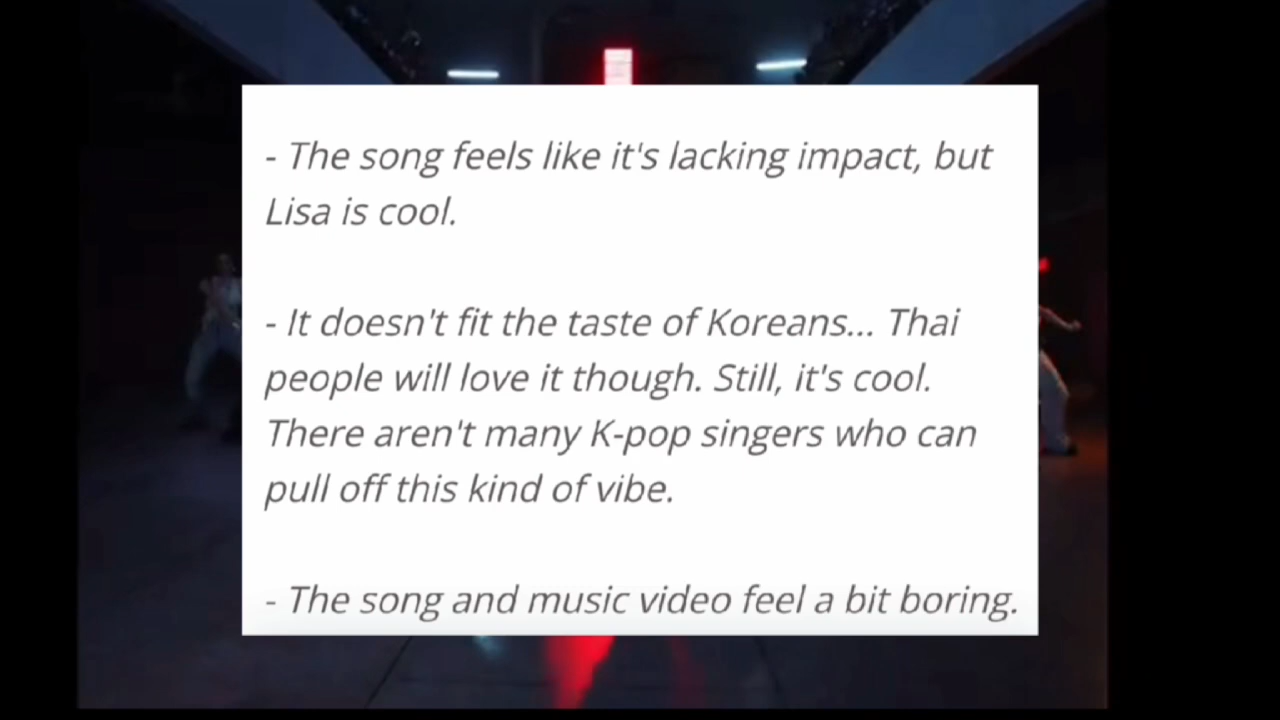 - The song feels like it's lacking impact, but
Lisa is cool.
- It doesn't fit the taste of Koreans... Thai
people will love it though. Still, it's cool.
There aren't many K-pop singers who can
pull off this kind of vibe.
- The song and music video feel a bit boring.